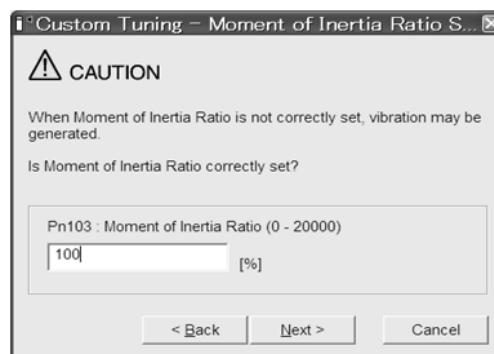 Custom Tuning - Moment of Inertia Ratio S...
CAUTION
When Moment of Inertia Ratio is not correctly set, vibration may be
generated.
Is Moment of Inertia Ratio correctly set?
Pn103 : Moment of Inertia Ratio (0 - 20000)
100
[%]
< Back
Next >
Cancel